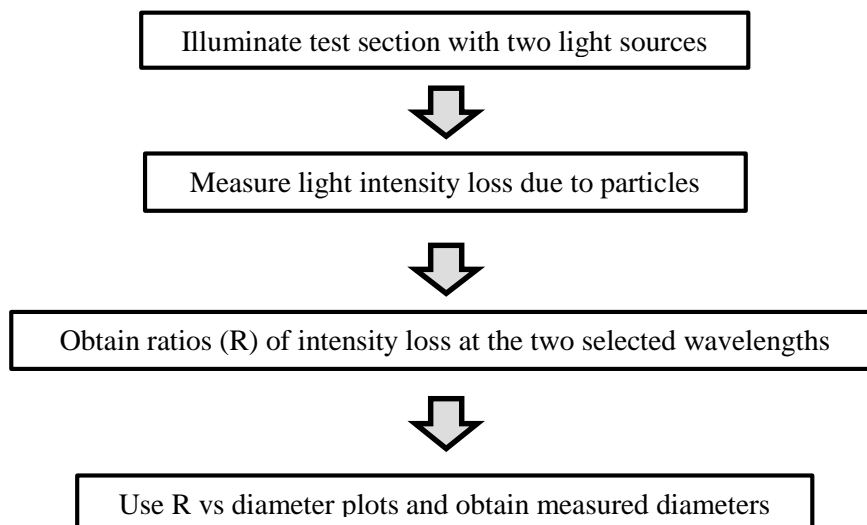 Illuminate test section with two light sources
Measure light intensity loss due to particles
Obtain ratios (R) of intensity loss at the two selected wavelengths
Use R vs diameter plots and obtain measured diameters